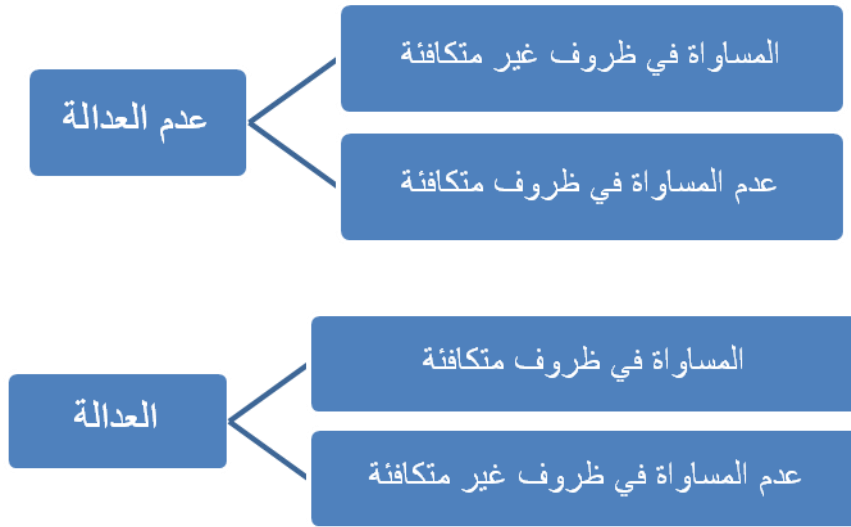 عدم العدالة
المساواة في ظروف غير متكافئة
عدم المساواة في ظروف متكافئة
العدالة
المساواة في ظروف متكافئة
عدم المساواة في ظروف غير متكافئة